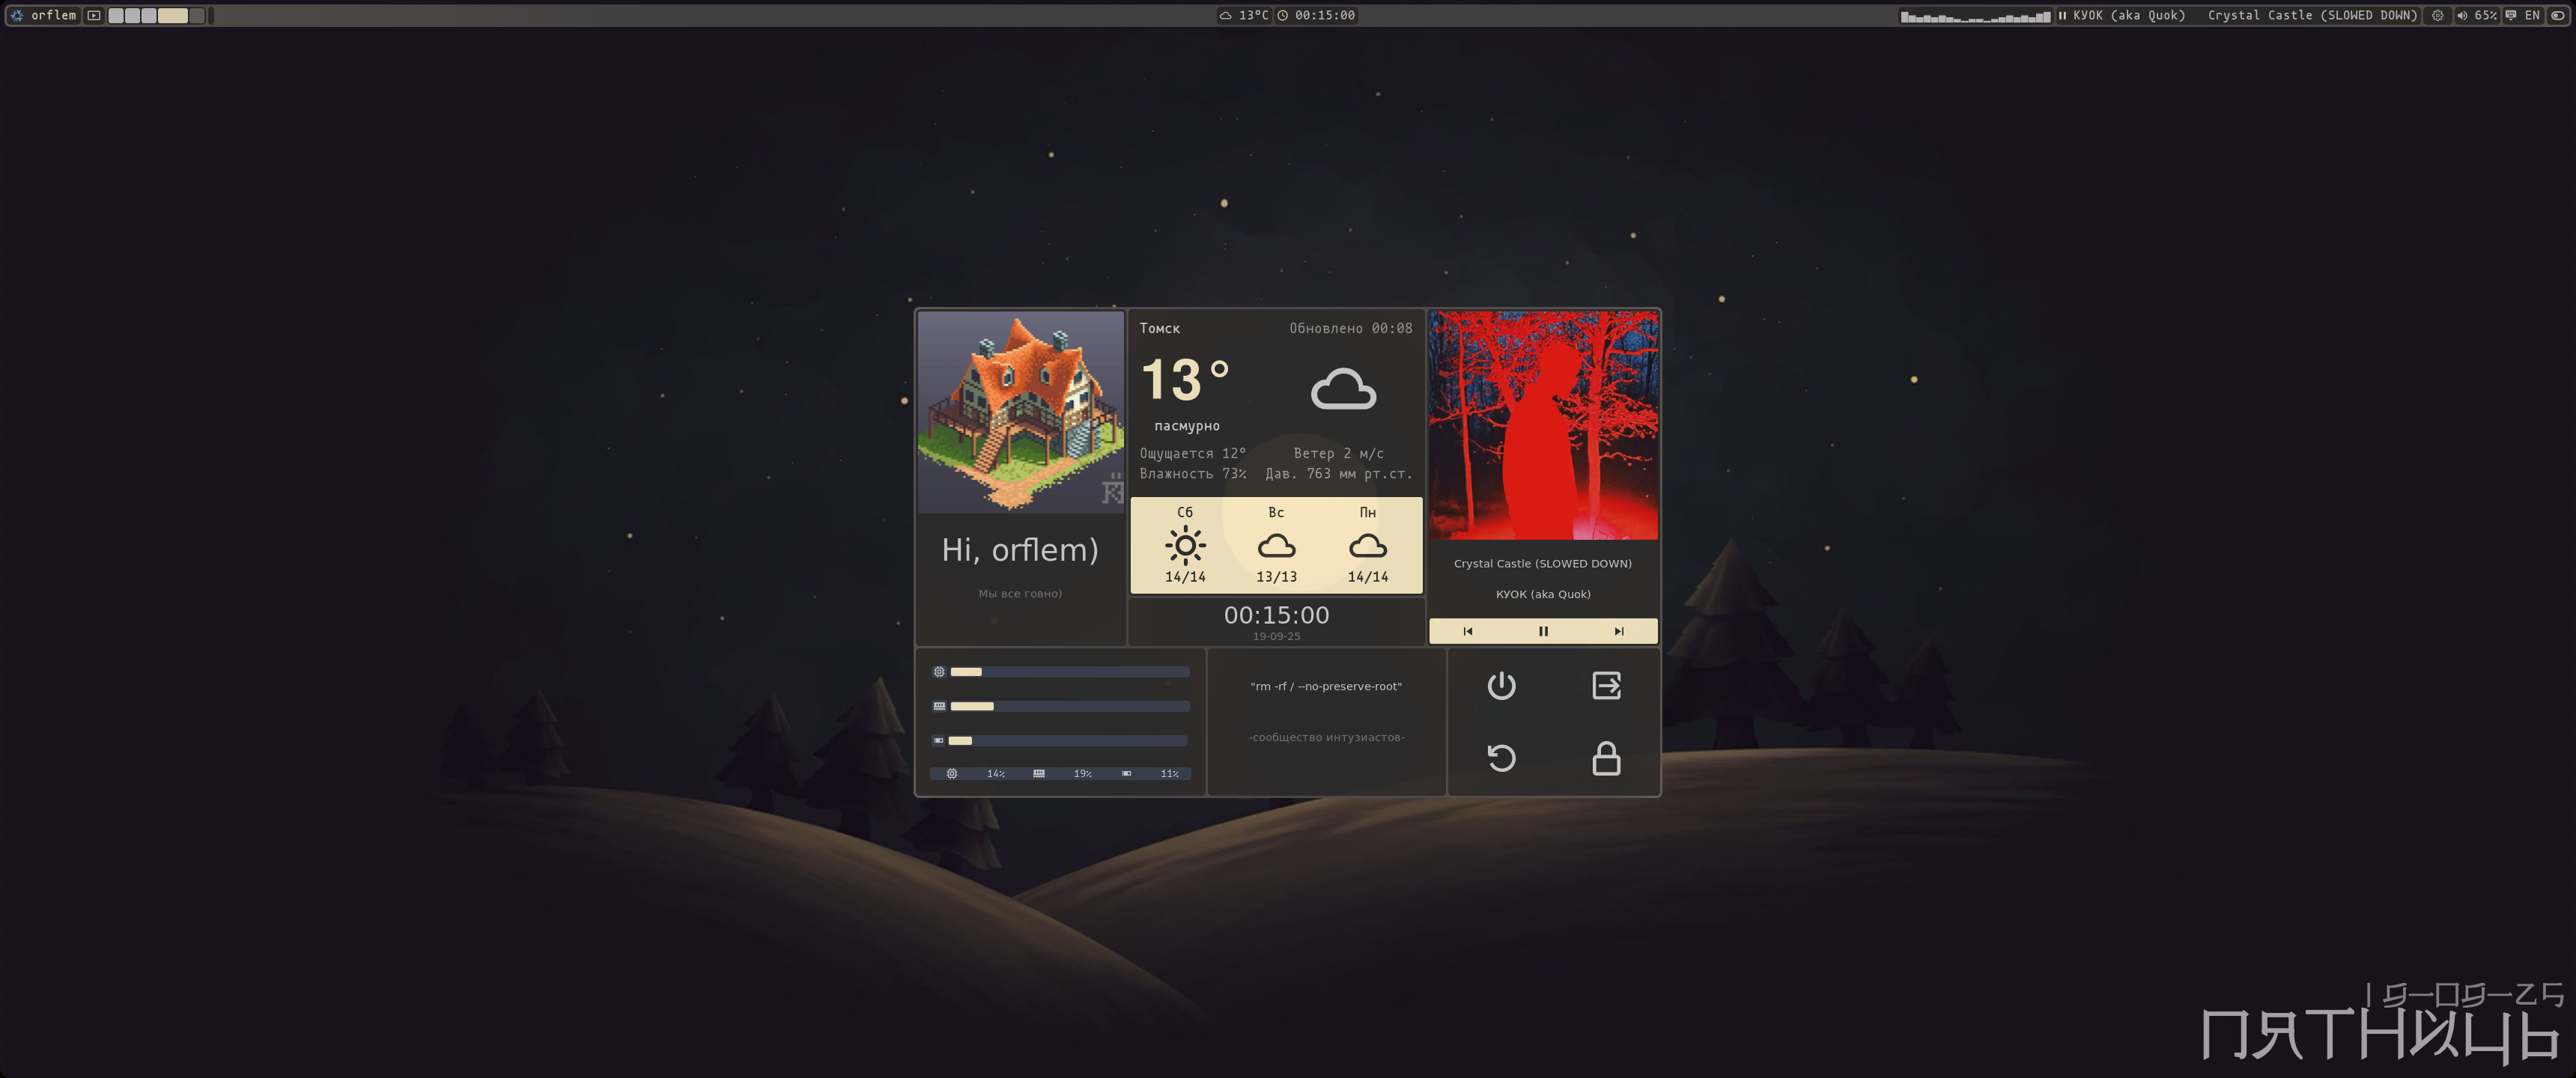 orflem
13°C 00:15:00
КУОК (aka Quok) Crystal Castle (SLOWED DOWN) 65% EN
Томск Обновлено 00:08
13°
пасмурно
Ощущается 12° Ветер 2 м/с
Влажность 73% Дав. 763 мм рт.ст.
Сб Вс Пн
14/14 13/13 14/14
00:15:00
19-09-25
Hi, orflem)
Мы все говно)
Crystal Castle (SLOWED DOWN)
КУОК (aka Quok)
14% 19% 11%
"rm -rf / --no-preserve-root"
-сообщество интузиастов-
19-09-25
ПЯТНИЦЬ